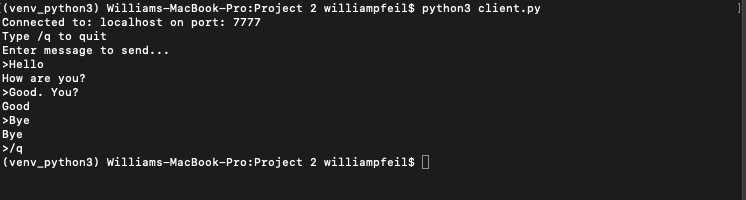 (venv_python3) Williams-MacBook-Pro:Project 2 williampfeil$ python3 client.py
Connected to: localhost on port: 7777
Type /q to quit
Enter message to send...
>Hello
How are you?
>Good. You?
Good
>Bye
Bye
>/q
(venv_python3) Williams-MacBook-Pro:Project 2 williampfeil$